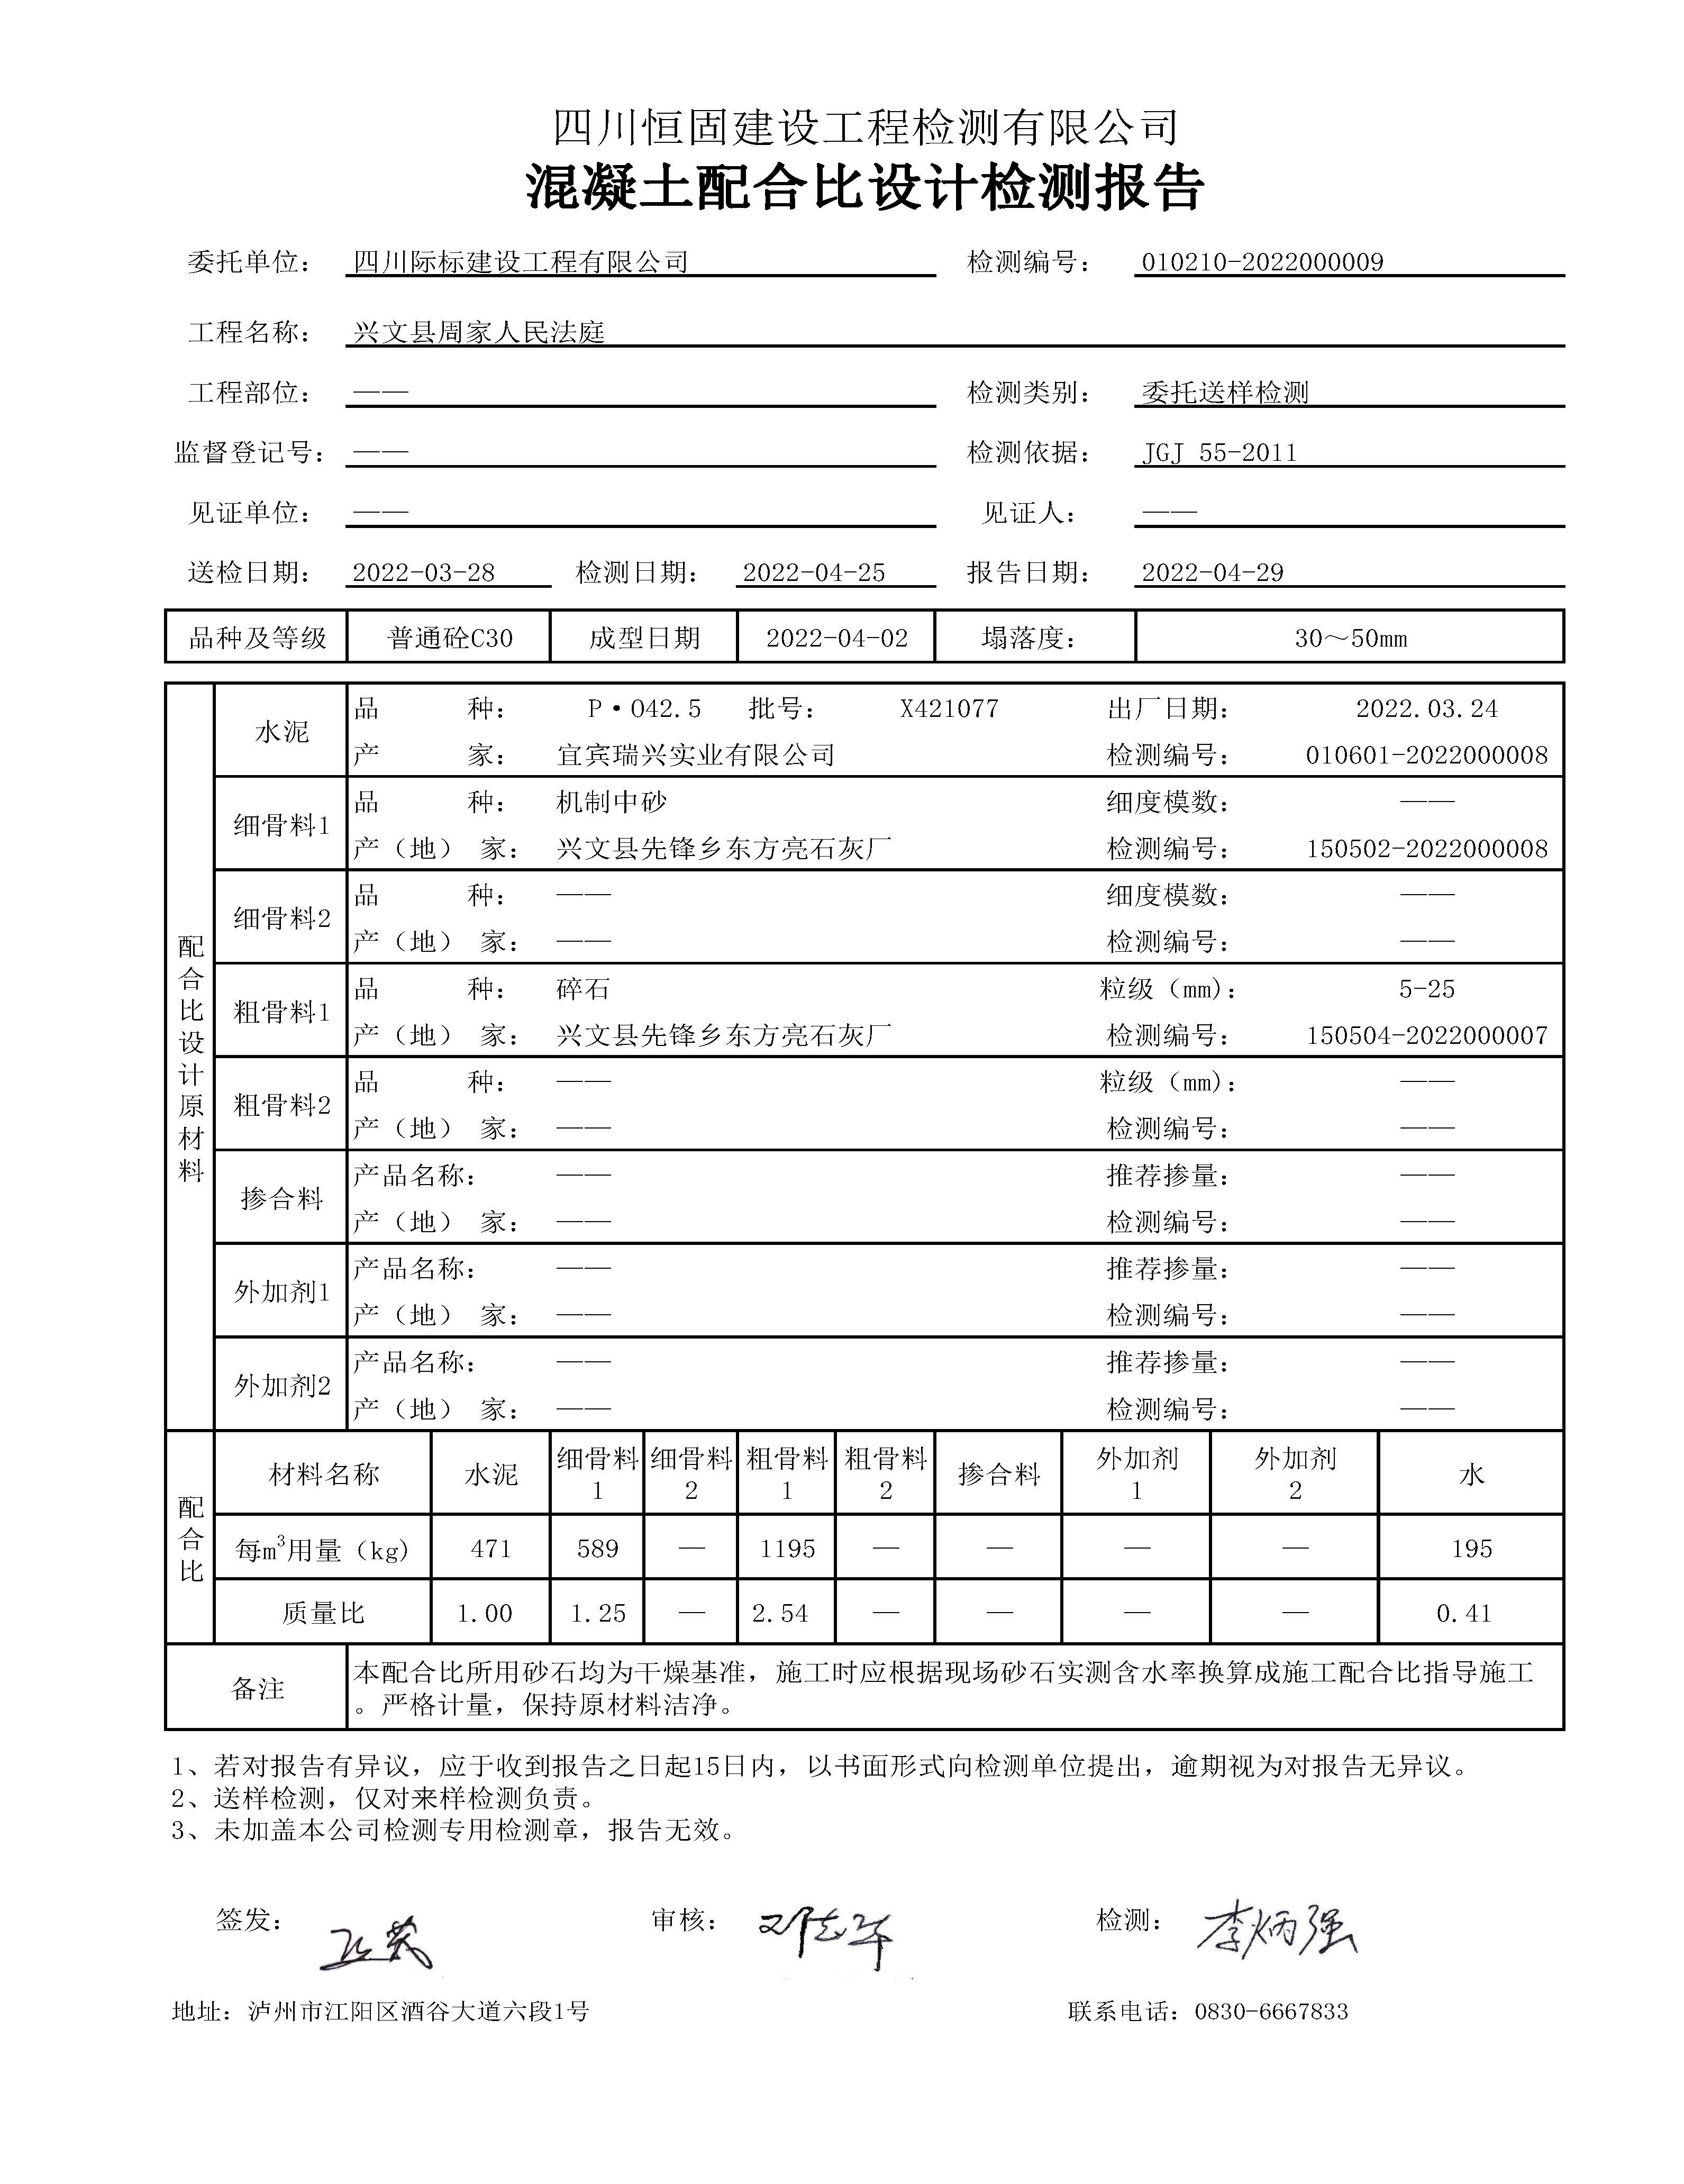 四川恒固建设工程检测有限公司
混凝土配合比设计检测报告
委托单位： 四川际标建设工程有限公司 检测编号： 010210-2022000009
工程名称： 兴文县周家人民法庭
工程部位： —— 检测类别： 委托送样检测
监督登记号： —— 检测依据： JGJ 55-2011
见证单位： —— 见证人： ——
送检日期： 2022-03-28 检测日期： 2022-04-25 报告日期： 2022-04-29
品种及等级 普通砼C30 成型日期 2022-04-02 塌落度： 30～50mm
配合比设计原材料
水泥
品 种： P·O42.5 批号： X421077 出厂日期： 2022.03.24
产 家： 宜宾瑞兴实业有限公司 检测编号： 010601-2022000008
细骨料1
品 种： 机制中砂 细度模数： ——
产（地） 家： 兴文县先锋乡东方亮石灰厂 检测编号： 150502-2022000008
细骨料2
品 种： —— 细度模数： ——
产（地） 家： —— 检测编号： ——
粗骨料1
品 种： 碎石 粒级（mm)： 5-25
产（地） 家： 兴文县先锋乡东方亮石灰厂 检测编号： 150504-2022000007
粗骨料2
品 种： —— 粒级（mm)： ——
产（地） 家： —— 检测编号： ——
掺合料
产品名称： —— 推荐掺量： ——
产（地） 家： —— 检测编号： ——
外加剂1
产品名称： —— 推荐掺量： ——
产（地） 家： —— 检测编号： ——
外加剂2
产品名称： —— 推荐掺量： ——
产（地） 家： —— 检测编号： ——
配合比
材料名称 水泥 细骨料1 细骨料2 粗骨料1 粗骨料2 掺合料 外加剂1 外加剂2 水
每m³用量（kg) 471 589 — 1195 — — — — 195
质量比 1.00 1.25 — 2.54 — — — — 0.41
备注
本配合比所用砂石均为干燥基准，施工时应根据现场砂石实测含水率换算成施工配合比指导施工
。严格计量，保持原材料洁净。
1、若对报告有异议，应于收到报告之日起15日内，以书面形式向检测单位提出，逾期视为对报告无异议。
2、送样检测，仅对来样检测负责。
3、未加盖本公司检测专用检测章，报告无效。
签发： 审核： 邓志华 检测： 李炳强
地址：泸州市江阳区酒谷大道六段1号 联系电话：0830-6667833